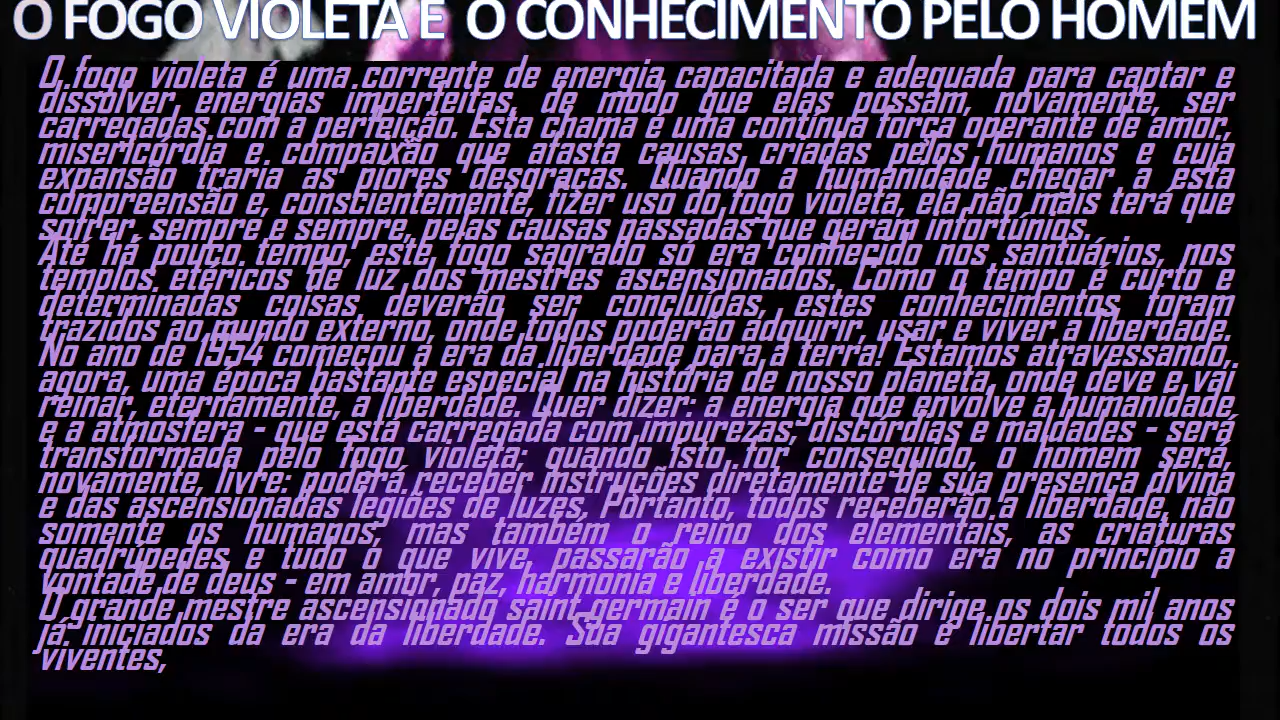 O FOGO VIOLETA E O CONHECIMENTO PELO HOMEM
O fogo violeta é uma corrente de energia capacitada e adequada para captar e
dissolver energias imperfeitas, de modo que elas possam, novamente, ser
carregadas com a perfeição. Esta chama é uma contínua força operante de amor,
misericórdia e compaixão que afasta causas criadas pelos humanos e cuja
expansão traria as piores desgraças. Quando a humanidade chegar a esta
compreensão e, conscientemente, fizer uso do fogo violeta, ela não mais terá que
sofrer, sempre e sempre, pelas causas passadas que geram infortúnios.
Até há pouco tempo, este fogo sagrado só era conhecido nos santuários, nos
templos etéricos de luz dos mestres ascensionados. Como o tempo é curto e
determinadas coisas deverão ser concluídas, estes conhecimentos foram
trazidos ao mundo externo, onde todos poderão adquirir, usar e viver a liberdade.
No ano de 1954 começou a era da liberdade para a terra! Estamos atravessando,
agora, uma época bastante especial na história de nosso planeta, onde deve e vai
reinar, eternamente, a liberdade. Quer dizer: a energia que envolve a humanidade
e a atmosfera - que está carregada com impurezas, discórdias e maldades - será
transformada pelo fogo violeta; quando isto for conseguido, o homem será,
novamente, livre: poderá receber instruções diretamente de sua presença divina
e das ascensionadas legiões de luzes. Portanto, todos receberão a liberdade, não
somente os humanos, mas também o reino dos elementais, as criaturas
quadrúpedes e tudo o que vive, passarão a existir como era no princípio a
vontade de deus - em amor, paz, harmonia e liberdade.
O grande mestre ascensionado saint-germain é o ser que dirige os dois mil anos
já iniciados da era da liberdade. Sua gigantesca missão é libertar todos os
viventes,